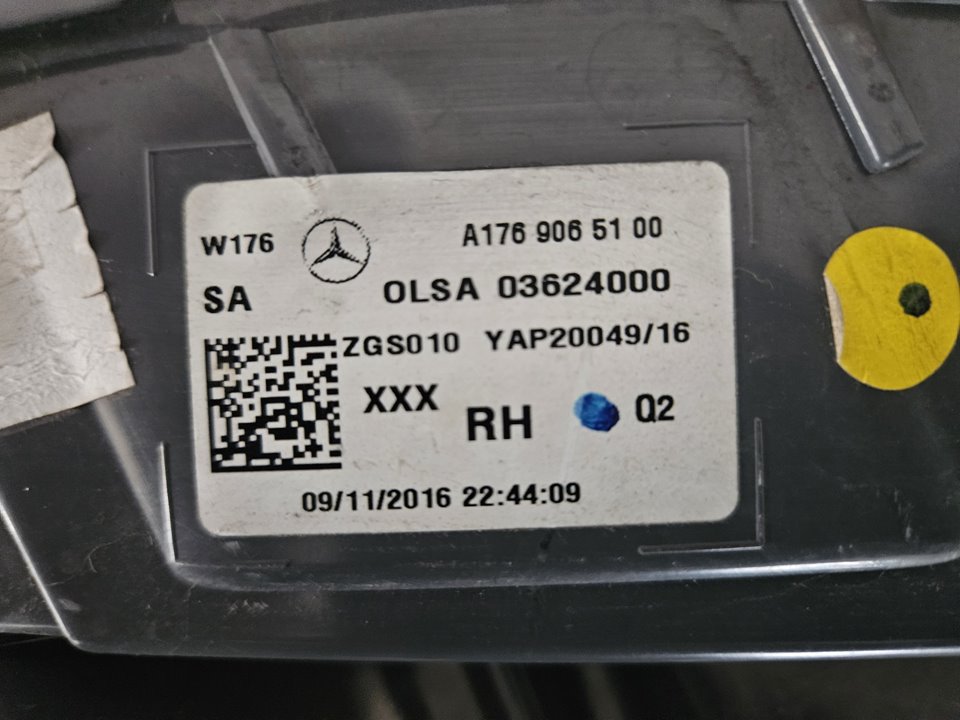 W176 A176 906 51 00
SA OLSA 03624000
ZGS010 YAP20049/16
XXX RH Q2
09/11/2016 22:44:09